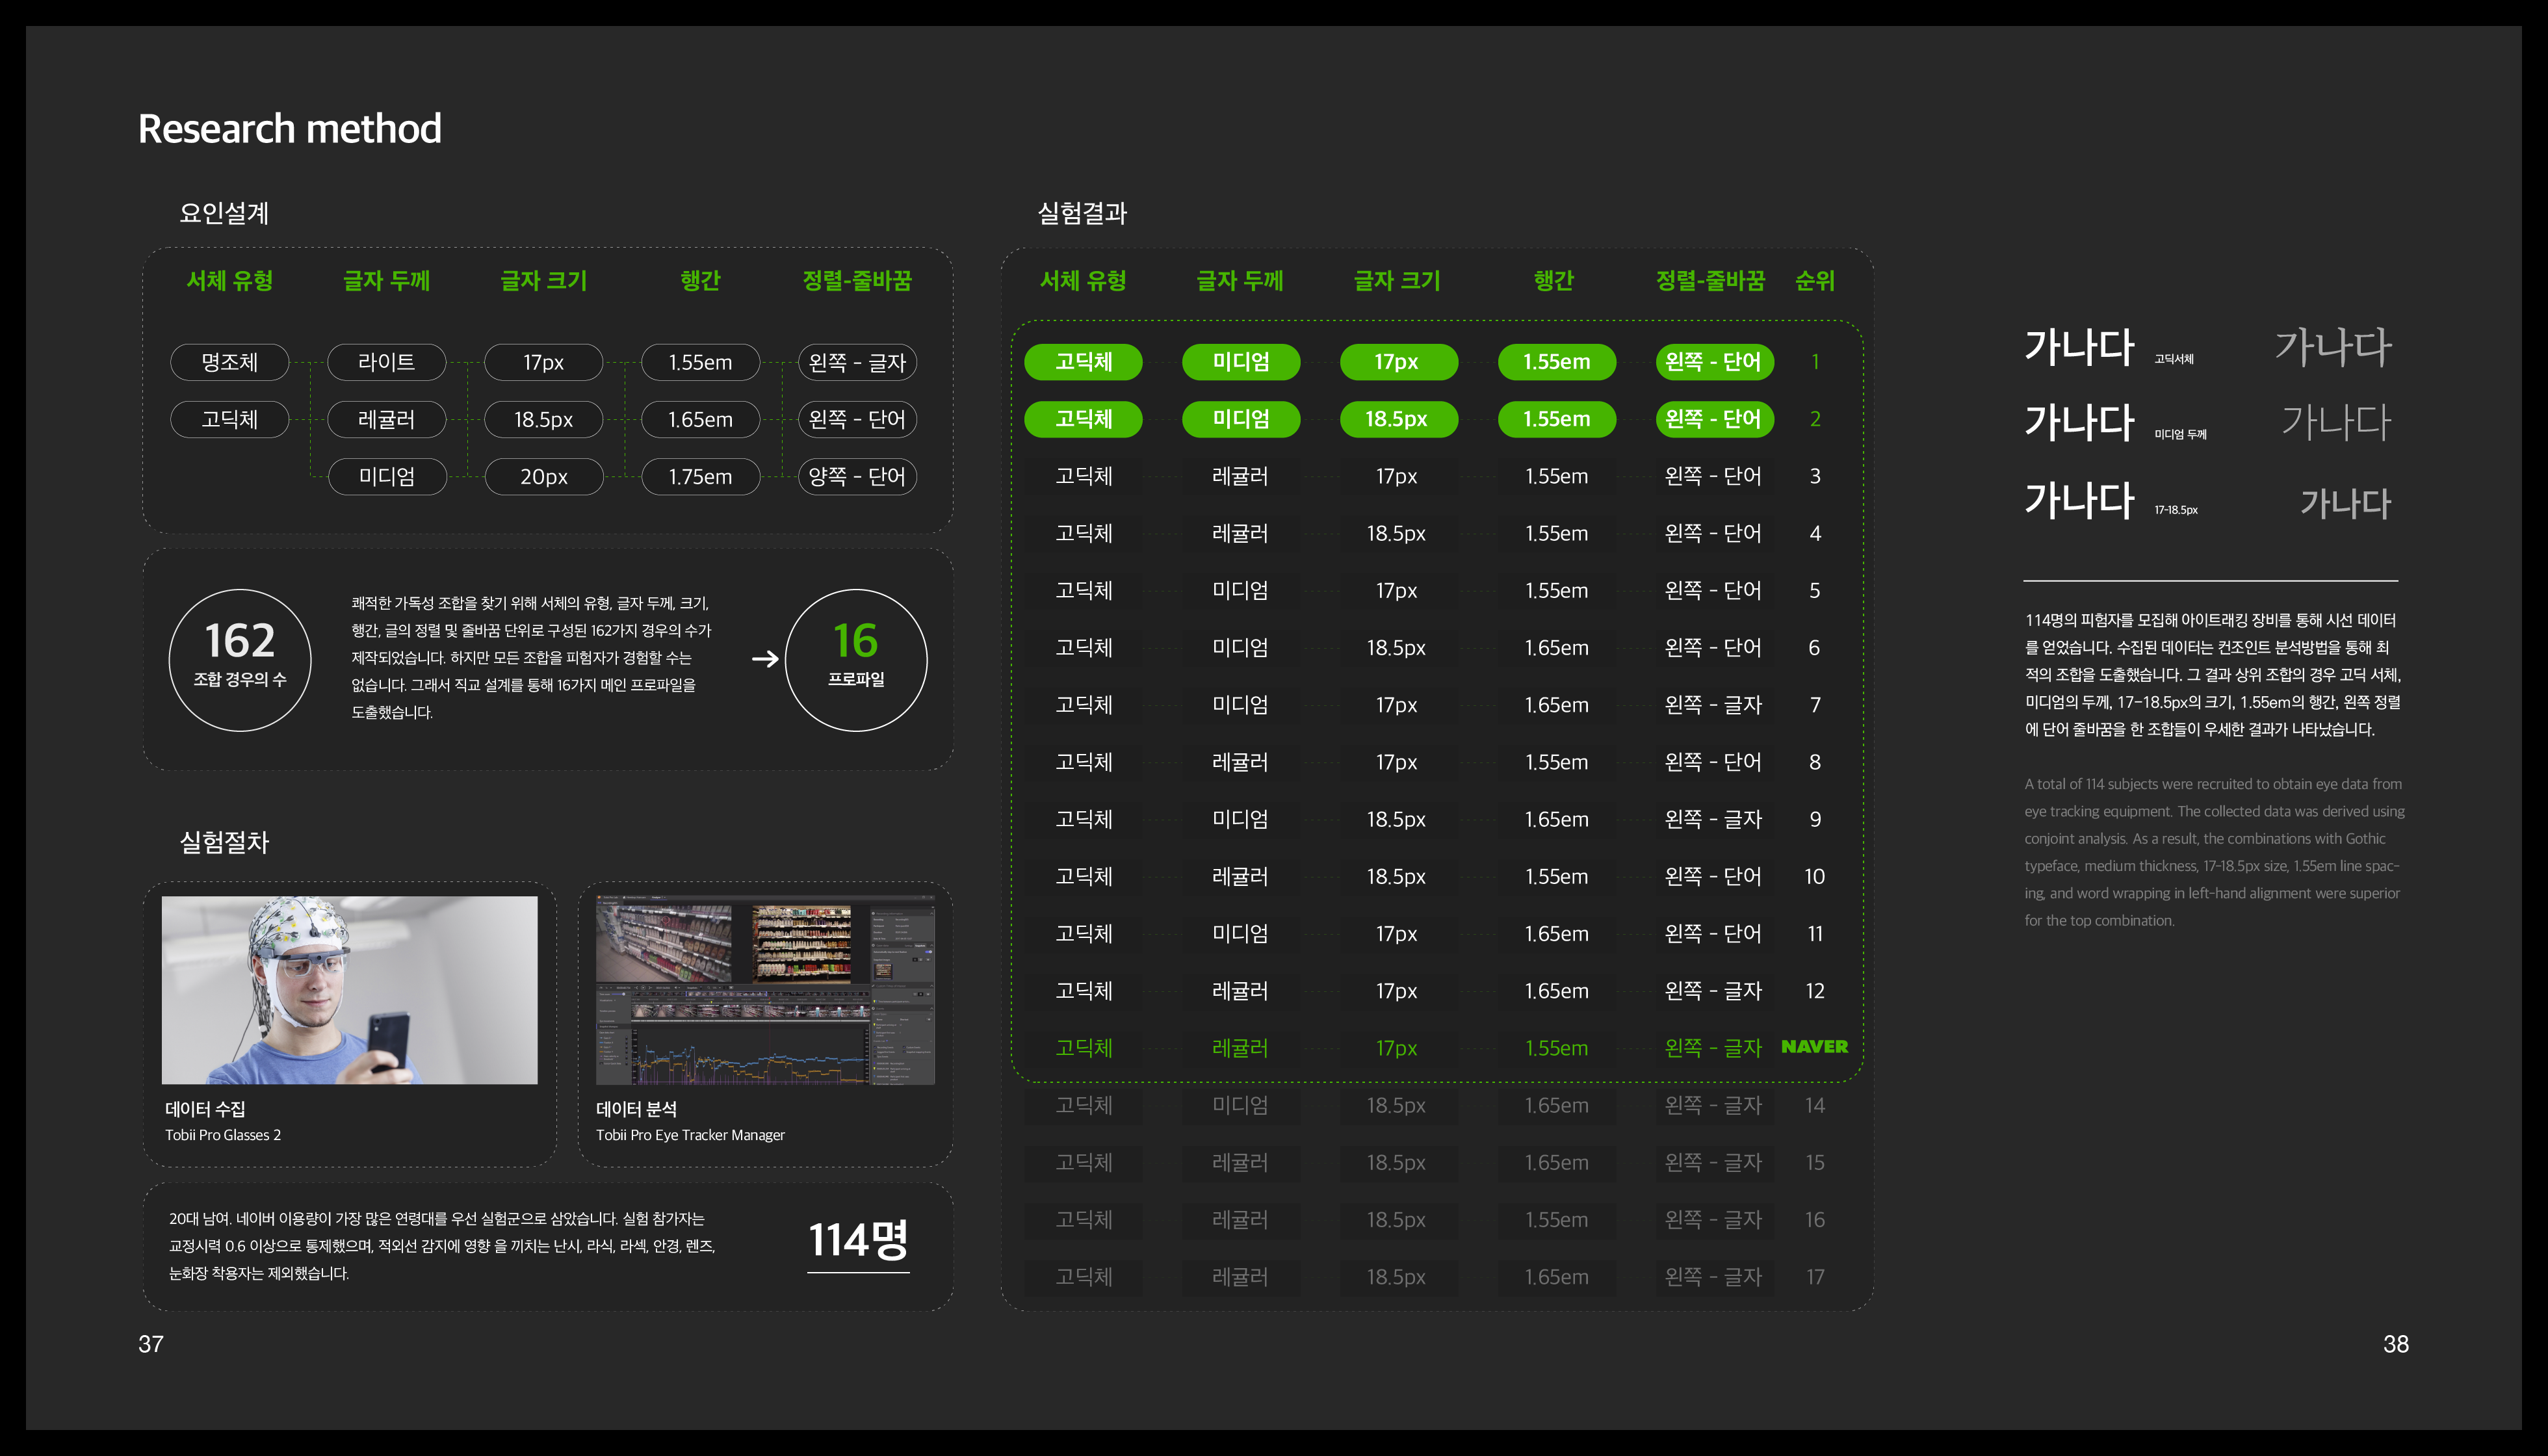 Research method
요인설계
서체 유형 글자 두께 글자 크기 행간 정렬-줄바꿈
명조체 라이트 17px 1.55em 왼쪽 - 글자
고딕체 레귤러 18.5px 1.65em 왼쪽 - 단어
미디엄 20px 1.75em 양쪽 - 단어
162
조합 경우의 수
쾌적한 가독성 조합을 찾기 위해 서체의 유형, 글자 두께, 크기,
행간, 글의 정렬 및 줄바꿈 단위로 구성된 162가지 경우의 수가
제작되었습니다. 하지만 모든 조합을 피험자가 경험할 수는
없습니다. 그래서 직교 설계를 통해 16가지 메인 프로파일을
도출했습니다.
16
프로파일
실험절차
데이터 수집
Tobii Pro Glasses 2
데이터 분석
Tobii Pro Eye Tracker Manager
20대 남여. 네이버 이용량이 가장 많은 연령대를 우선 실험군으로 삼았습니다. 실험 참가자는
교정시력 0.6 이상으로 통제했으며, 적외선 감지에 영향 을 끼치는 난시, 라식, 라섹, 안경, 렌즈,
눈화장 착용자는 제외했습니다.
114명
37
실험결과
서체 유형 글자 두께 글자 크기 행간 정렬-줄바꿈 순위
고딕체 미디엄 17px 1.55em 왼쪽 - 단어 1
고딕체 미디엄 18.5px 1.55em 왼쪽 - 단어 2
고딕체 레귤러 17px 1.55em 왼쪽 - 단어 3
고딕체 레귤러 18.5px 1.55em 왼쪽 - 단어 4
고딕체 미디엄 17px 1.55em 왼쪽 - 단어 5
고딕체 미디엄 18.5px 1.65em 왼쪽 - 단어 6
고딕체 미디엄 17px 1.65em 왼쪽 - 글자 7
고딕체 레귤러 17px 1.55em 왼쪽 - 단어 8
고딕체 미디엄 18.5px 1.65em 왼쪽 - 글자 9
고딕체 레귤러 18.5px 1.55em 왼쪽 - 단어 10
고딕체 미디엄 17px 1.65em 왼쪽 - 단어 11
고딕체 레귤러 17px 1.65em 왼쪽 - 글자 12
고딕체 레귤러 17px 1.55em 왼쪽 - 글자 NAVER
고딕체 미디엄 18.5px 1.65em 왼쪽 - 글자 14
고딕체 레귤러 18.5px 1.65em 왼쪽 - 글자 15
고딕체 레귤러 18.5px 1.55em 왼쪽 - 글자 16
고딕체 레귤러 18.5px 1.65em 왼쪽 - 글자 17
가나다 고딕서체 가나다
가나다 미디엄 두께 가나다
가나다 17-18.5px 가나다
114명의 피험자를 모집해 아이트래킹 장비를 통해 시선 데이터
를 얻었습니다. 수집된 데이터는 컨조인트 분석방법을 통해 최
적의 조합을 도출했습니다. 그 결과 상위 조합의 경우 고딕 서체,
미디엄의 두께, 17-18.5px의 크기, 1.55em의 행간, 왼쪽 정렬
에 단어 줄바꿈을 한 조합들이 우세한 결과가 나타났습니다.
A total of 114 subjects were recruited to obtain eye data from
eye tracking equipment. The collected data was derived using
conjoint analysis. As a result, the combinations with Gothic
typeface, medium thickness, 17-18.5px size, 1.55em line spac-
ing, and word wrapping in left-hand alignment were superior
for the top combination.
38